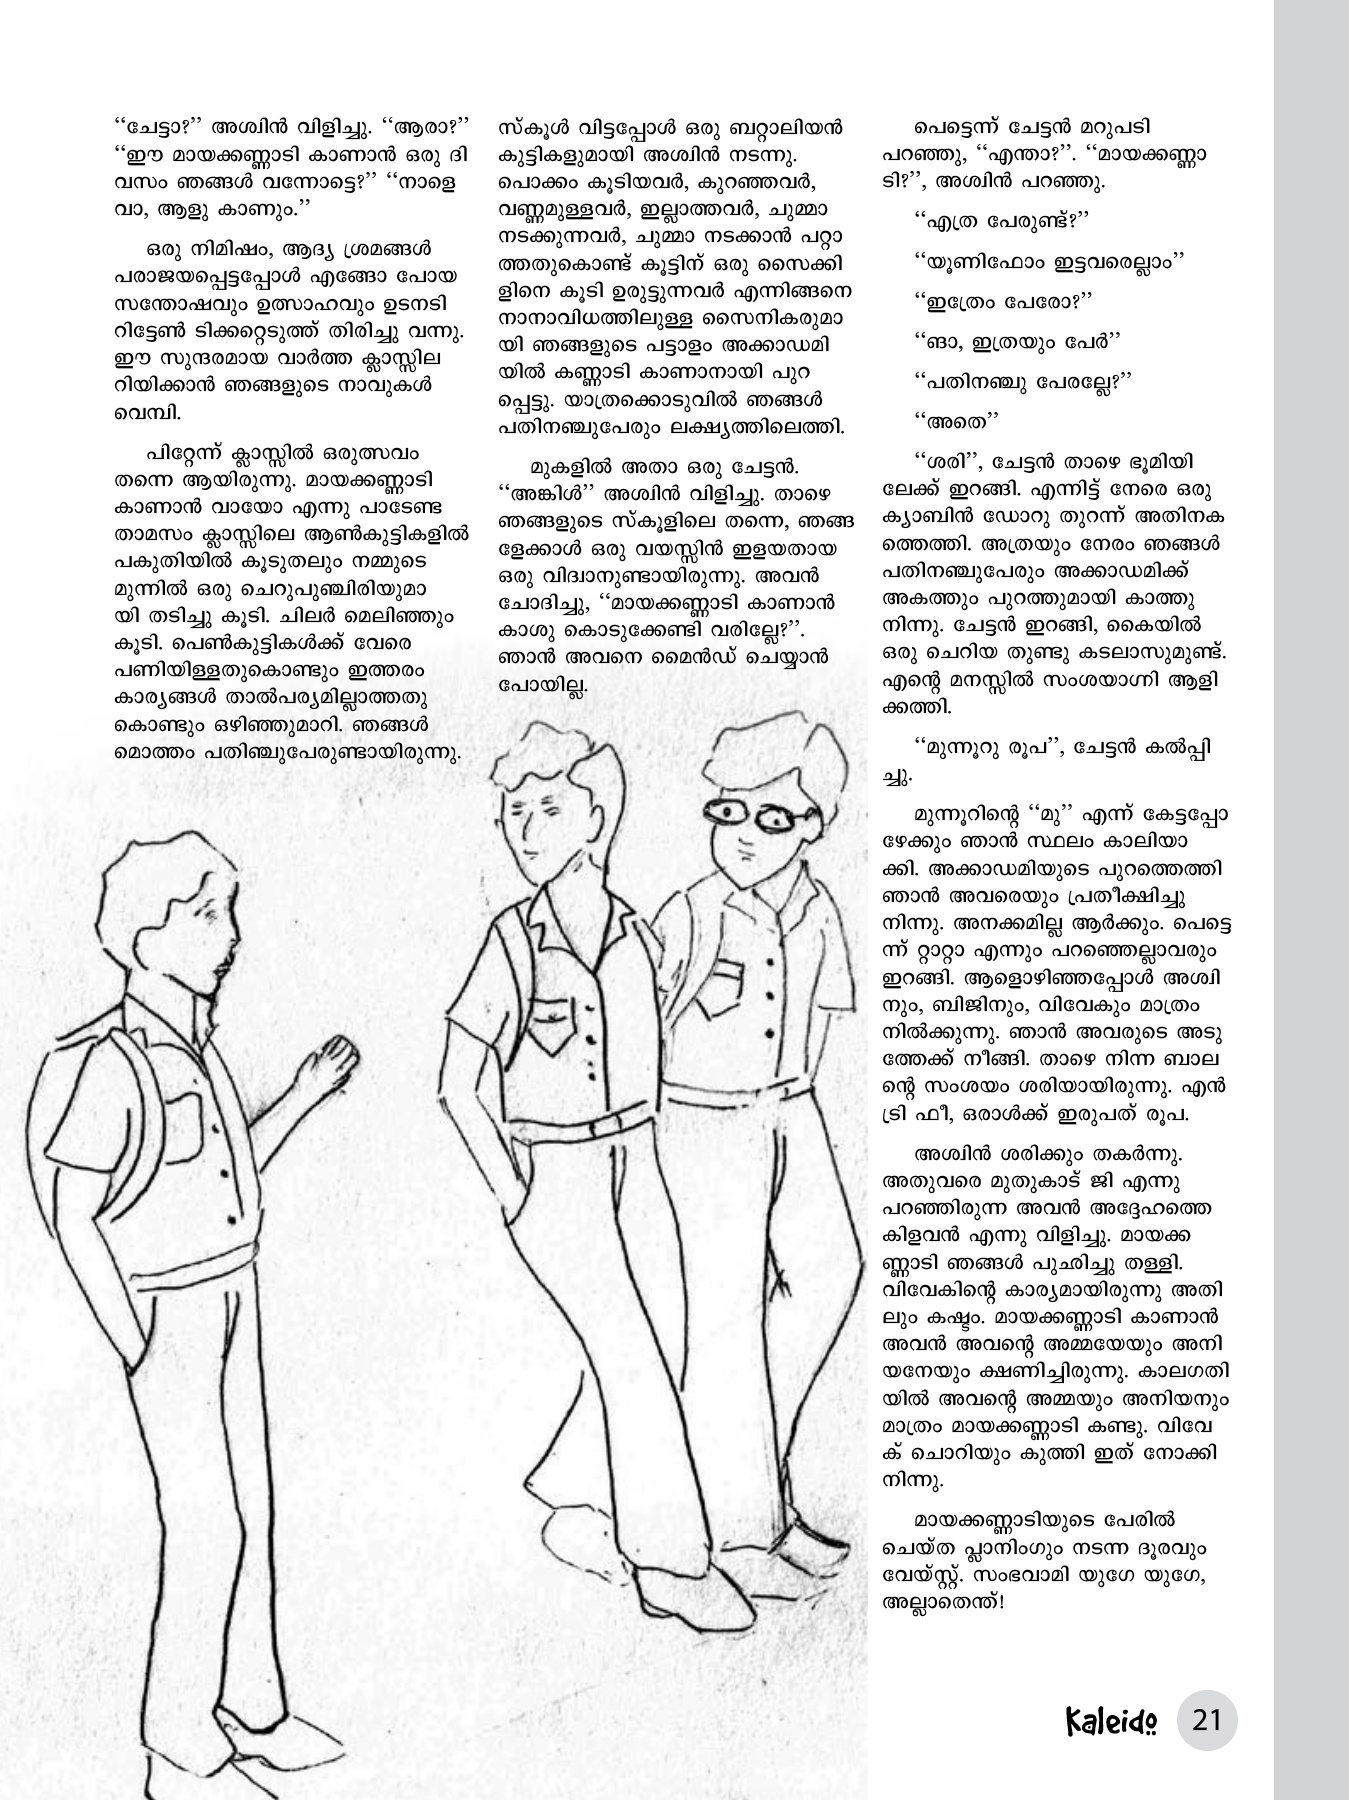 ‘‘ചേട്ടാ?’’ അശ്വിൻ വിളിച്ചു. ‘‘ആരാ?’’
‘‘ഈ മായക്കണ്ണാടി കാണാൻ ഒരു ദി
വസം ഞങ്ങൾ വന്നോട്ടെ?’’ ‘‘നാളെ
വാ, ആളു കാണും.’’
ഒരു നിമിഷം, ആദ്യ ശ്രമങ്ങൾ
പരാജയപ്പെട്ടപ്പോൾ എങ്ങോ പോയ
സന്തോഷവും ഉത്സാഹവും ഉടനടി
റിട്ടേൺ ടിക്കറ്റെടുത്ത് തിരിച്ചു വന്നു.
ഈ സുന്ദരമായ വാർത്ത ക്ലാസ്സില
റിയിക്കാൻ ഞങ്ങളുടെ നാവുകൾ
വെമ്പി.
പിറ്റേന്ന് ക്ലാസ്സിൽ ഒരുത്സവം
തന്നെ ആയിരുന്നു. മായക്കണ്ണാടി
കാണാൻ വായോ എന്നു പാടേണ്ട
താമസം ക്ലാസ്സിലെ ആൺകുട്ടികളിൽ
പകുതിയിൽ കൂടുതലും നമ്മുടെ
മുന്നിൽ ഒരു ചെറുപുഞ്ചിരിയുമാ
യി തടിച്ചു കൂടി. ചിലർ മെലിഞ്ഞും
കൂടി. പെൺകുട്ടികൾക്ക് വേരെ
പണിയിള്ളതുകൊണ്ടും ഇത്തരം
കാര്യങ്ങൾ താൽപര്യമില്ലാത്തതു
കൊണ്ടും ഒഴിഞ്ഞുമാറി. ഞങ്ങൾ
മൊത്തം പതിഞ്ചുപേരുണ്ടായിരുന്നു.
സ്കൂൾ വിട്ടപ്പോൾ ഒരു ബറ്റാലിയൻ
കുട്ടികളുമായി അശ്വിൻ നടന്നു.
പൊക്കം കൂടിയവർ, കുറഞ്ഞവർ,
വണ്ണമുള്ളവർ, ഇല്ലാത്തവർ, ചുമ്മാ
നടക്കുന്നവർ, ചുമ്മാ നടക്കാൻ പറ്റാ
ത്തതുകൊണ്ട് കൂട്ടിന് ഒരു സൈക്കി
ളിനെ കൂടി ഉരുട്ടുന്നവർ എന്നിങ്ങനെ
നാനാവിധത്തിലുള്ള സൈനികരുമാ
യി ഞങ്ങളുടെ പട്ടാളം അക്കാഡമി
യിൽ കണ്ണാടി കാണാനായി പുറ
പ്പെട്ടു. യാത്രക്കൊടുവിൽ ഞങ്ങൾ
പതിനഞ്ചുപേരും ലക്ഷ്യത്തിലെത്തി.
മുകളിൽ അതാ ഒരു ചേട്ടൻ.
‘‘അങ്കിൾ’’ അശ്വിൻ വിളിച്ചു. താഴെ
ഞങ്ങളുടെ സ്കൂളിലെ തന്നെ, ഞങ്ങ
ളേക്കാൾ ഒരു വയസ്സിൻ ഇളയതായ
ഒരു വിദ്വാനുണ്ടായിരുന്നു. അവൻ
ചോദിച്ചു, ‘‘മായക്കണ്ണാടി കാണാൻ
കാശു കൊടുക്കേണ്ടി വരില്ലേ?’’.
ഞാൻ അവനെ മൈൻഡ് ചെയ്യാൻ
പോയില്ല.
പെട്ടെന്ന് ചേട്ടൻ മറുപടി
പറഞ്ഞു, ‘‘എന്താ?’’. ‘‘മായക്കണ്ണാ
ടി?’’, അശ്വിൻ പറഞ്ഞു.
‘‘എത്ര പേരുണ്ട്?’’
‘‘യൂണിഫോം ഇട്ടവരെല്ലാം’’
‘‘ഇത്രേം പേരോ?’’
‘‘ങാ, ഇത്രയും പേർ’’
‘‘പതിനഞ്ചു പേരല്ലേ?’’
‘‘അതെ’’
‘‘ശരി’’, ചേട്ടൻ താഴെ ഭൂമിയി
ലേക്ക് ഇറങ്ങി. എന്നിട്ട് നേരെ ഒരു
ക്യാബിൻ ഡോറു തുറന്ന് അതിനക
ത്തെത്തി. അത്രയും നേരം ഞങ്ങൾ
പതിനഞ്ചുപേരും അക്കാഡമിക്ക്
അകത്തും പുറത്തുമായി കാത്തു
നിന്നു. ചേട്ടൻ ഇറങ്ങി, കൈയിൽ
ഒരു ചെറിയ തുണ്ടു കടലാസുമുണ്ട്.
എന്റെ മനസ്സിൽ സംശയാഗ്നി ആളി
ക്കത്തി.
‘‘മുന്നൂറു രൂപ’’, ചേട്ടൻ കൽപ്പി
ച്ചു.
മുന്നൂറിന്റെ ‘‘മു’’ എന്ന് കേട്ടപ്പോ
ഴേക്കും ഞാൻ സ്ഥലം കാലിയാ
ക്കി. അക്കാഡമിയുടെ പുറത്തെത്തി
ഞാൻ അവരെയും പ്രതീക്ഷിച്ചു
നിന്നു. അനക്കമില്ല ആർക്കും. പെട്ടെ
ന്ന് റ്റാറ്റാ എന്നും പറഞ്ഞെല്ലാവരും
ഇറങ്ങി. ആളൊഴിഞ്ഞപ്പോൾ അശ്വി
നും, ബിജിനും, വിവേകും മാത്രം
നിൽക്കുന്നു. ഞാൻ അവരുടെ അടു
ത്തേക്ക് നീങ്ങി. താഴെ നിന്ന ബാല
ന്റെ സംശയം ശരിയായിരുന്നു. എൻ
ട്രി ഫീ, ഒരാൾക്ക് ഇരുപത് രൂപ.
അശ്വിൻ ശരിക്കും തകർന്നു.
അതുവരെ മുതുകാട് ജി എന്നു
പറഞ്ഞിരുന്ന അവൻ അദ്ദേഹത്തെ
കിളവൻ എന്നു വിളിച്ചു. മായക്ക
ണ്ണാടി ഞങ്ങൾ പുഛിച്ചു തള്ളി.
വിവേകിന്റെ കാര്യമായിരുന്നു അതി
ലും കഷ്ടം. മായക്കണ്ണാടി കാണാൻ
അവൻ അവന്റെ അമ്മയേയും അനി
യനേയും ക്ഷണിച്ചിരുന്നു. കാലഗതി
യിൽ അവന്റെ അമ്മയും അനിയനും
മാത്രം മായക്കണ്ണാടി കണ്ടു. വിവേ
ക് ചൊറിയും കുത്തി ഇത് നോക്കി
നിന്നു.
മായക്കണ്ണാടിയുടെ പേരിൽ
ചെയ്ത പ്ലാനിംഗും നടന്ന ദൂരവും
വേയ്സ്റ്റ്. സംഭവാമി യുഗേ യുഗേ,
അല്ലാതെന്ത്!
Kaleido 21